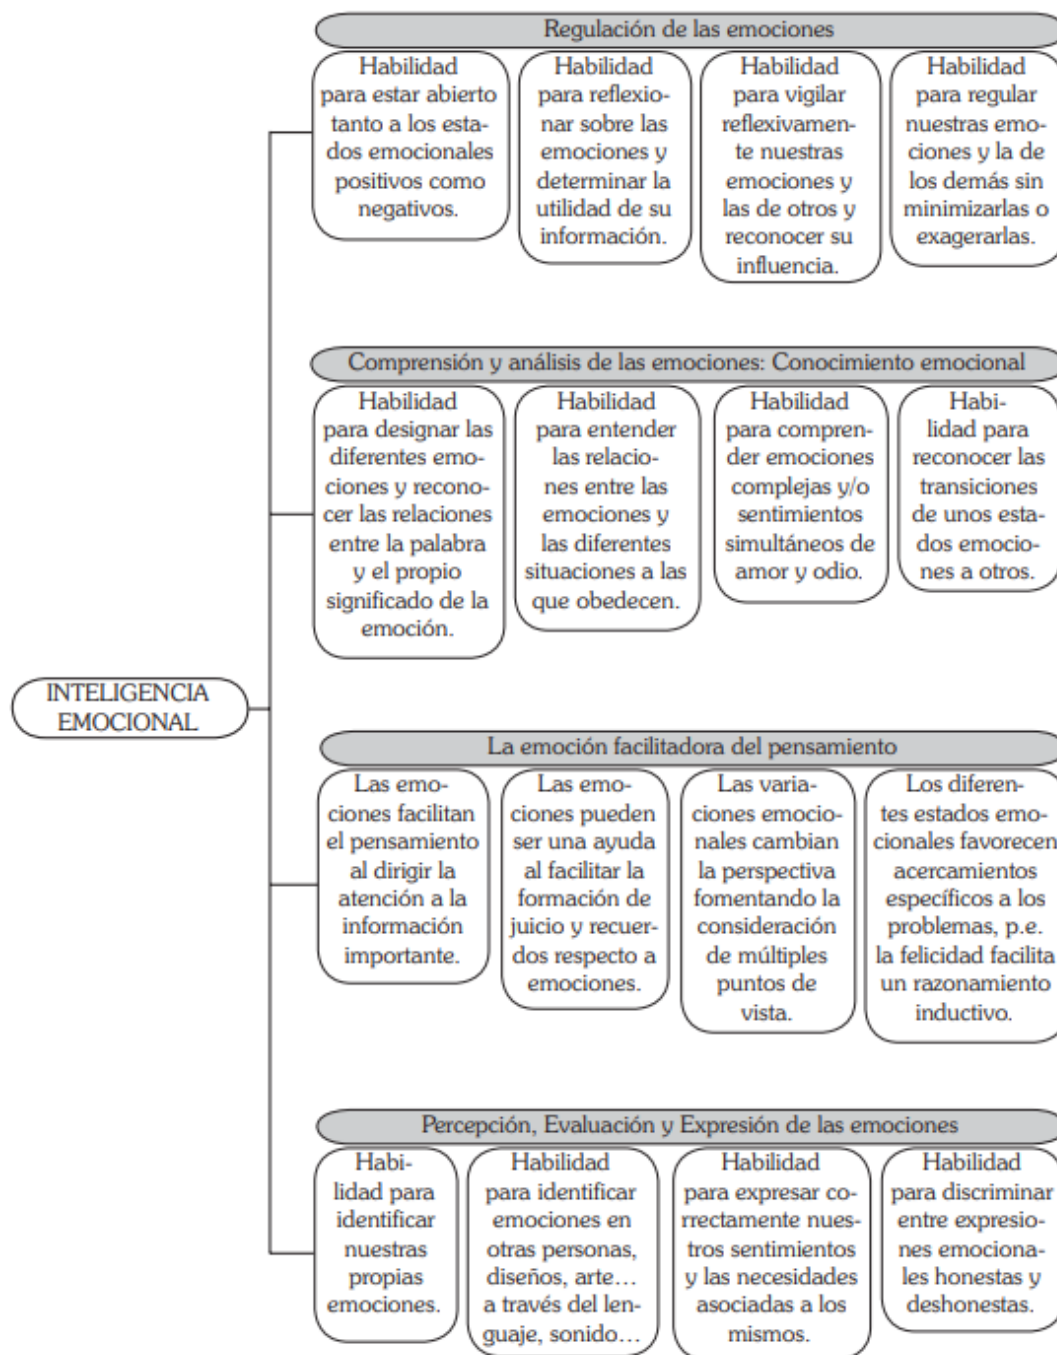 Regulación de las emociones
Habilidad
para estar abierto
tanto a los esta-
dos emocionales
positivos como
negativos.
Habilidad
para reflexio-
nar sobre las
emociones y
determinar la
utilidad de su
información.
Habilidad
para vigilar
reflexivamen-
te nuestras
emociones y
las de otros y
reconocer su
influencia.
Habilidad
para regular
nuestras emo-
ciones y la de
los demás sin
minimizarlas o
exagerarlas.
Comprensión y análisis de las emociones: Conocimiento emocional
Habilidad
para designar las
diferentes emo-
ciones y recono-
cer las relaciones
entre la palabra
y el propio
significado de la
emoción.
Habilidad
para entender
las relacio-
nes entre las
emociones y
las diferentes
situaciones a las
que obedecen.
Habilidad
para compren-
der emociones
complejas y/o
sentimientos
simultáneos de
amor y odio.
Habi-
lidad para
reconocer las
transiciones
de unos esta-
dos emocio-
nes a otros.
INTELIGENCIA
EMOCIONAL
La emoción facilitadora del pensamiento
Las emo-
ciones facilitan
el pensamiento
al dirigir la
atención a la
información
importante.
Las emo-
ciones pueden
ser una ayuda
al facilitar la
formación de
juicio y recuer-
dos respecto a
emociones.
Las varia-
ciones emocio-
nales cambian
la perspectiva
fomentando la
consideración
de múltiples
puntos de
vista.
Los diferen-
tes estados emo-
cionales favorecen
acercamientos
específicos a los
problemas, p.e.
la felicidad facilita
un razonamiento
inductivo.
Percepción, Evaluación y Expresión de las emociones
Habi-
lidad para
identificar
nuestras
propias
emociones.
Habilidad
para identificar
emociones en
otras personas,
diseños, arte…
a través del len-
guaje, sonido…
Habilidad
para expresar co-
rrectamente nues-
tros sentimientos
y las necesidades
asociadas a los
mismos.
Habilidad
para discriminar
entre expresio-
nes emociona-
les honestas y
deshonestas.